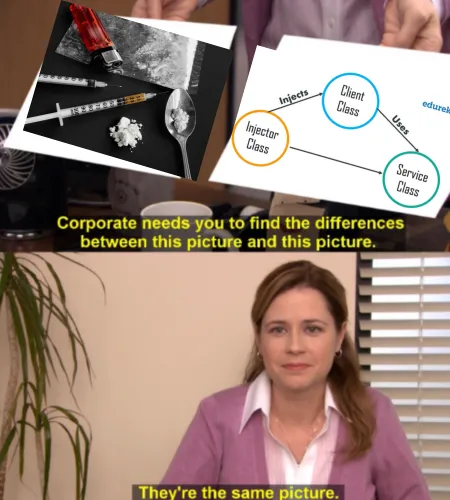 Injects
Client
Class
edurek
Injector
Class
Uses
Service
Class
Corporate needs you to find the differences
between this picture and this picture.
They're the same picture.